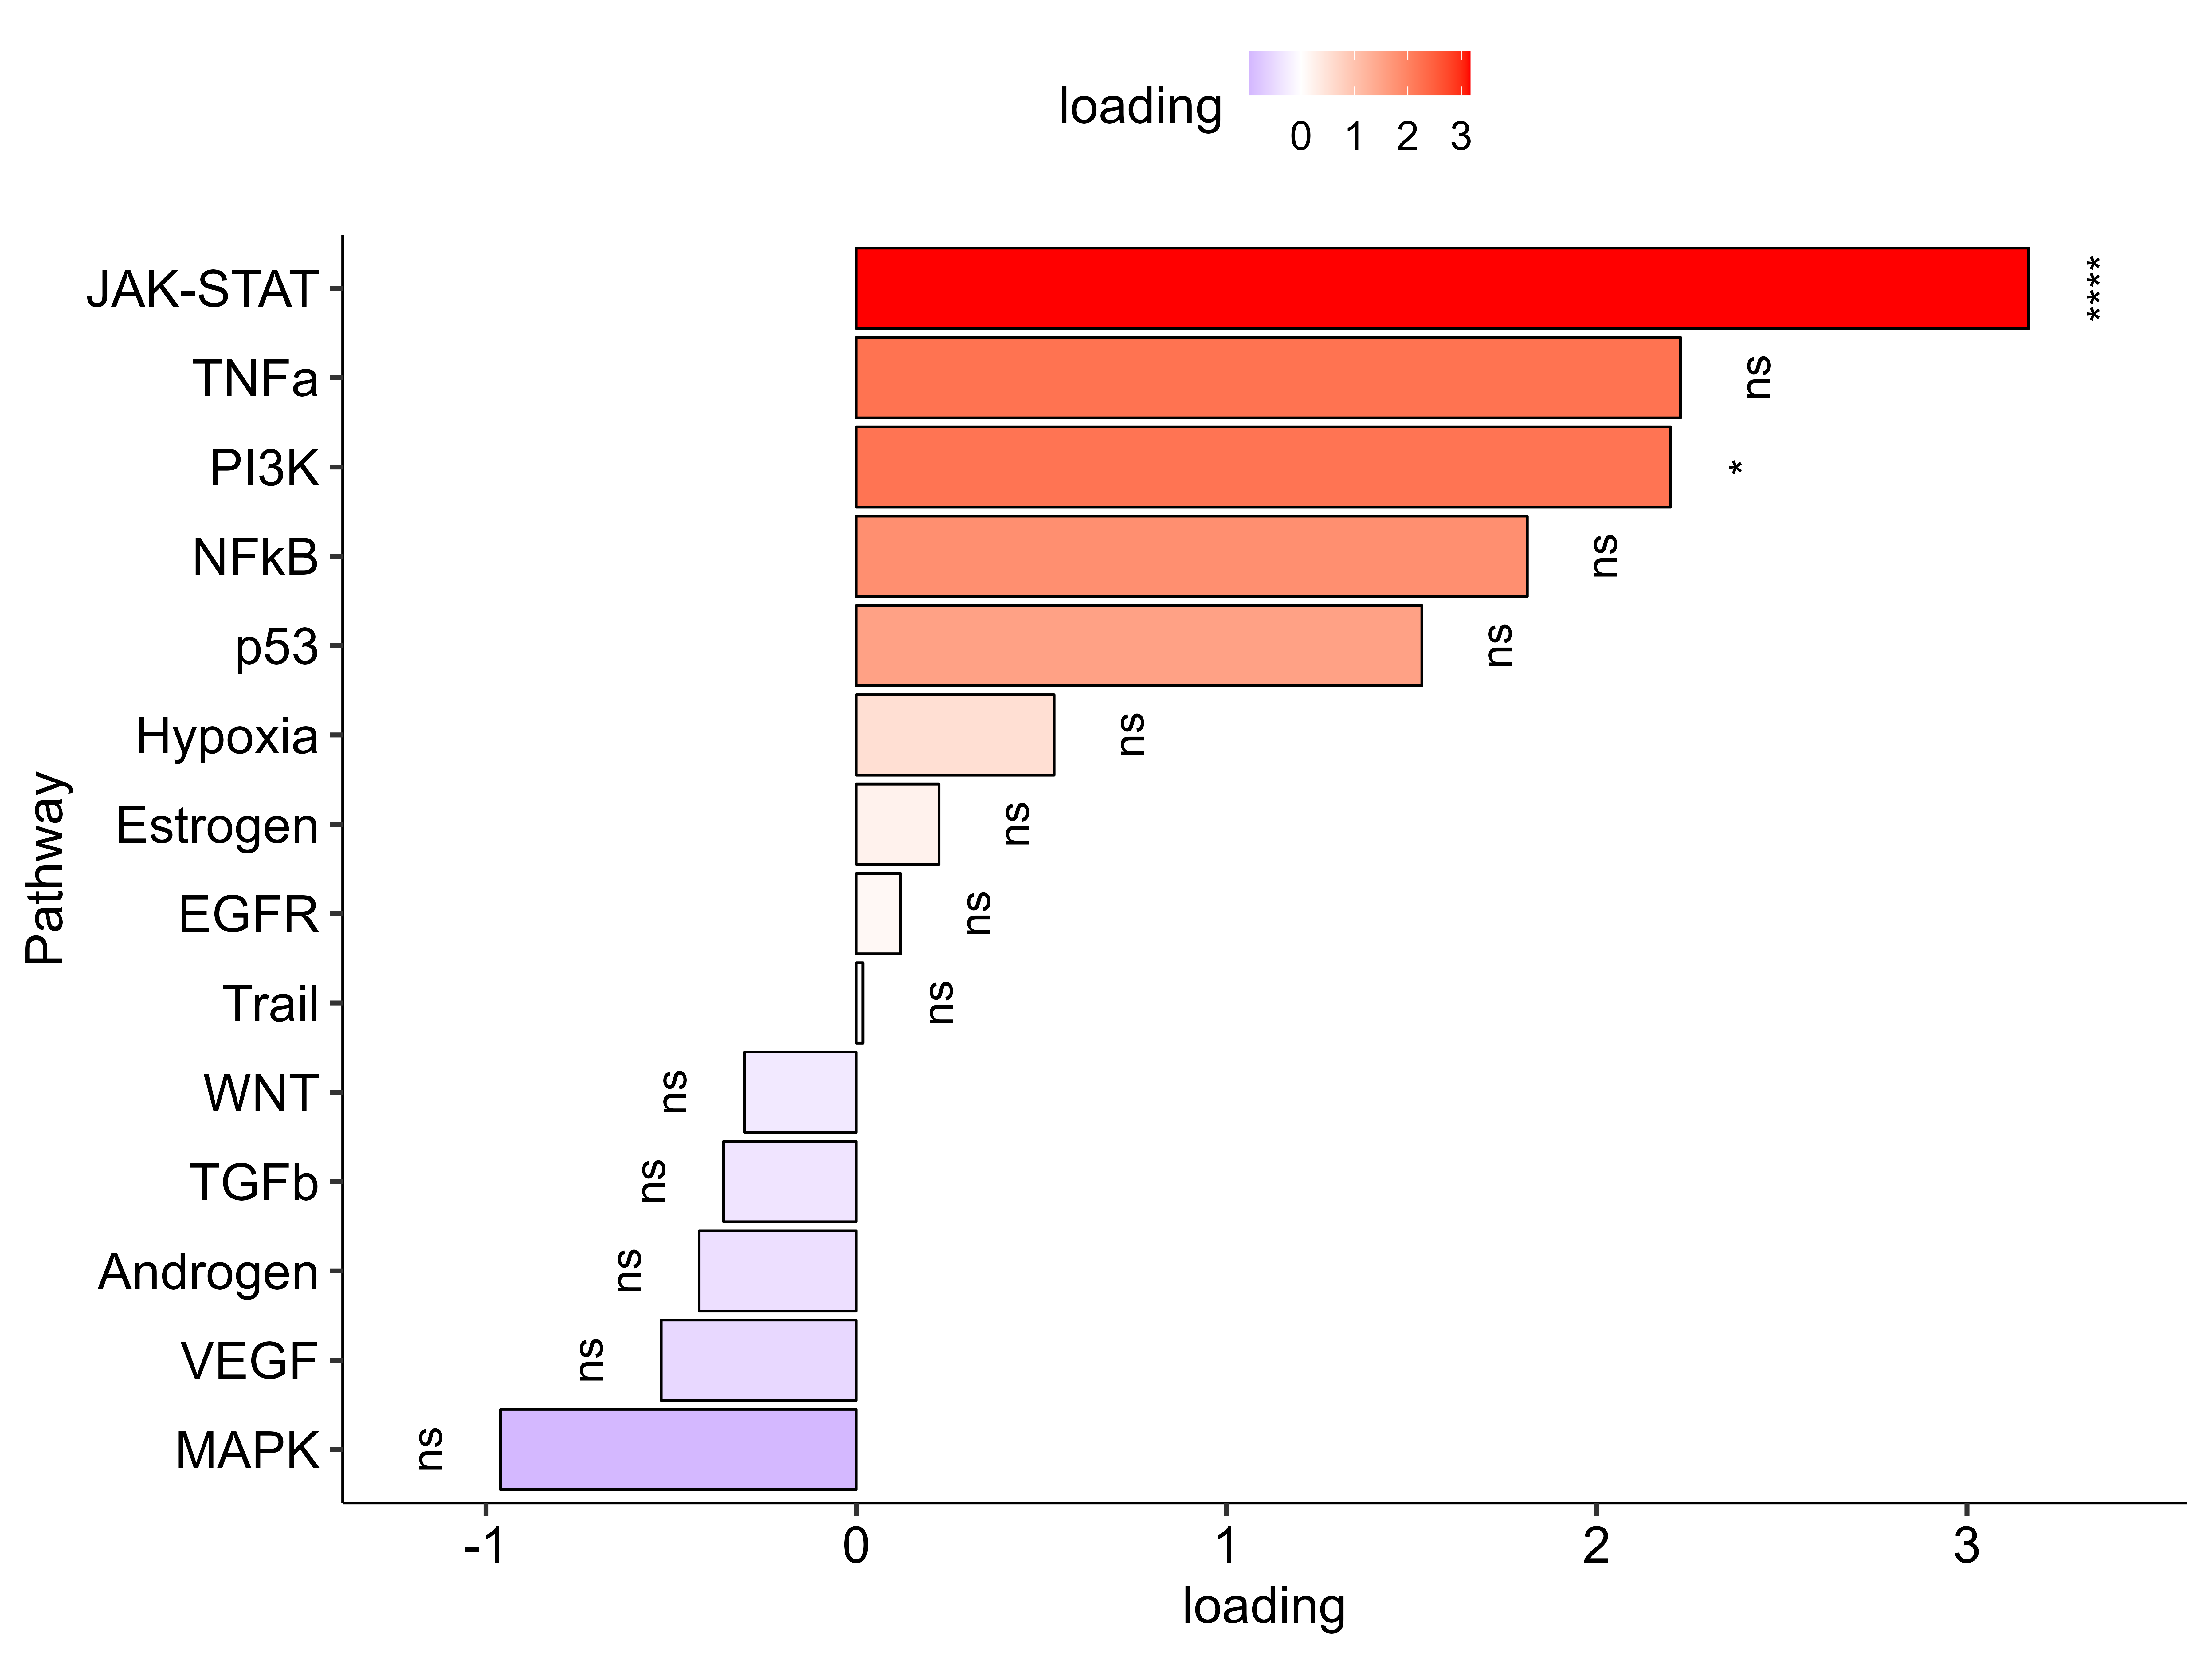 loading
0 1 2 3
JAK-STAT ****
TNFa ns
PI3K *
NFkB ns
p53 ns
Hypoxia ns
Estrogen ns
EGFR ns
Trail ns
WNT ns
TGFb ns
Androgen ns
VEGF ns
MAPK ns
Pathway
-1 0 1 2 3
loading